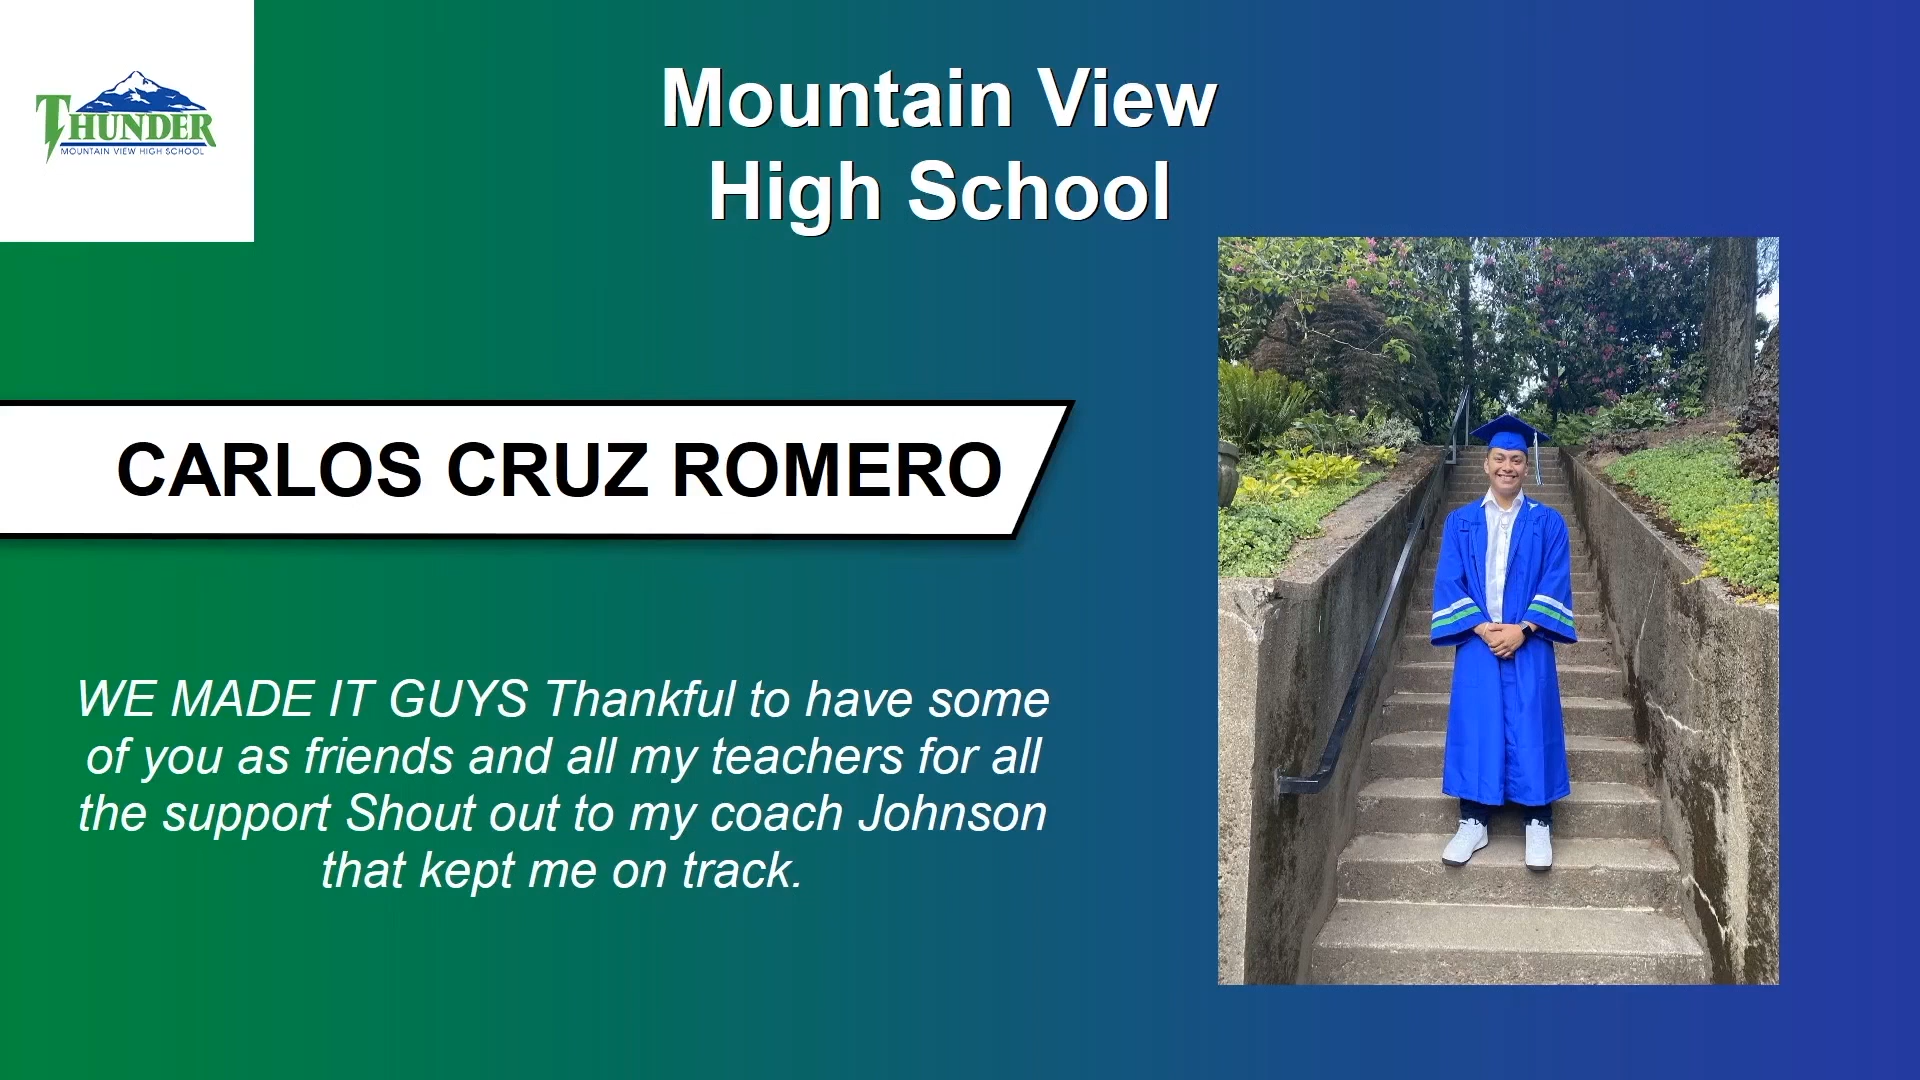 THUNDER
MOUNTAIN VIEW HIGH SCHOOL
Mountain View
High School
CARLOS CRUZ ROMERO
WE MADE IT GUYS Thankful to have some
of you as friends and all my teachers for all
the support Shout out to my coach Johnson
that kept me on track.